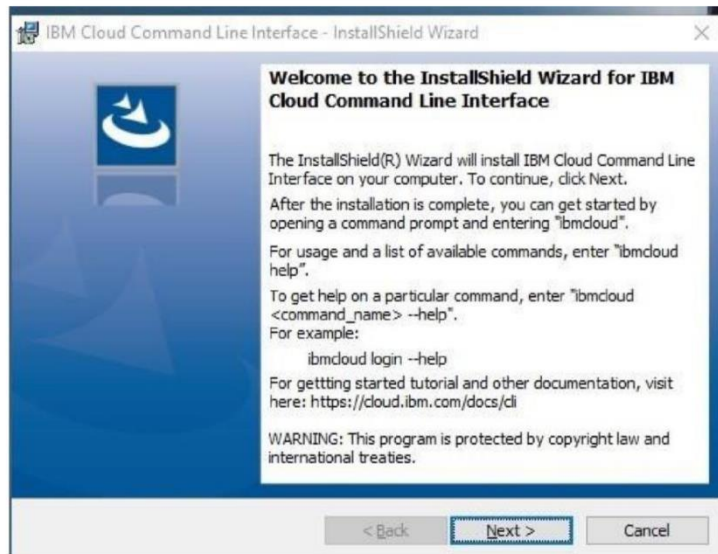 IBM Cloud Command Line Interface - InstallShield Wizard
Welcome to the InstallShield Wizard for IBM
Cloud Command Line Interface
The InstallShield(R) Wizard will install IBM Cloud Command Line
Interface on your computer. To continue, click Next.
After the installation is complete, you can get started by
opening a command prompt and entering "ibmcloud".
For usage and a list of available commands, enter "ibmcloud
help".
To get help on a particular command, enter "ibmcloud
<command_name> --help".
For example:
ibmcloud login --help
For gettting started tutorial and other documentation, visit
here: https://cloud.ibm.com/docs/cli
WARNING: This program is protected by copyright law and
international treaties.
< Back Next > Cancel